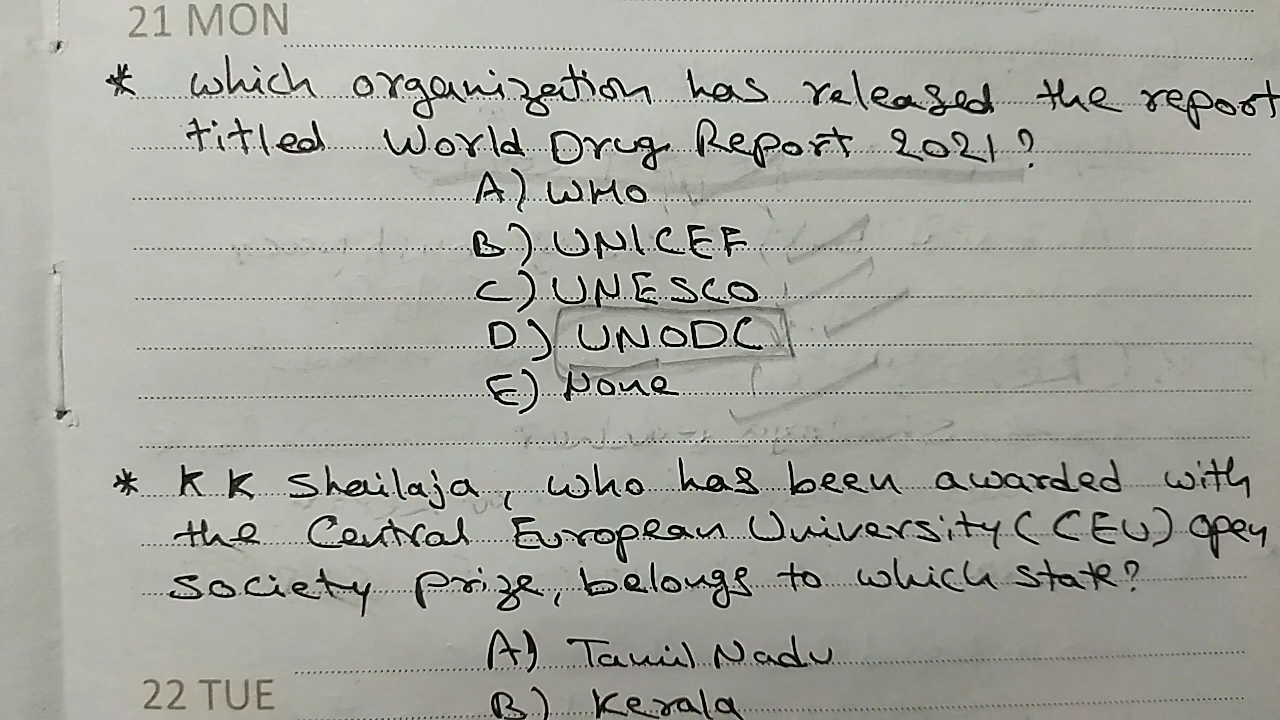 21 MON
* which organization has released the report
titled World Drug Report 2021?
A) WHO
B) UNICEF
C) UNESCO
D) UNODC
E) None
* K K Shailaja, who has been awarded with
the Central European University (CEU) open
society prize, belongs to which state?
A) Tamil Nadu
22 TUE
B) Kerala